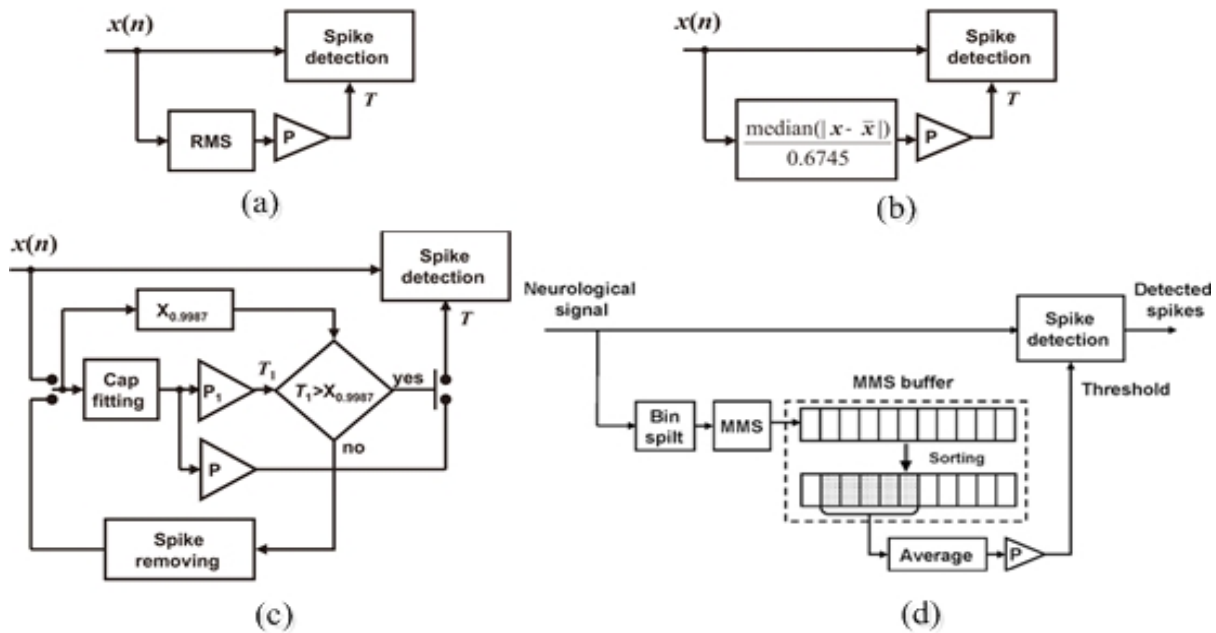 x(n)
Spike
detection
T
RMS
P
(a)
x(n)
Spike
detection
T
median(| x - x̄ |)
0.6745
P
(b)
x(n)
Spike
detection
X0.9987
T
Cap
fitting
P1
T1
T1>X0.9987
yes
no
P
Spike
removing
(c)
Neurological
signal
Detected
spikes
Spike
detection
MMS buffer
Threshold
Bin
spilt
MMS
Sorting
Average
P
(d)